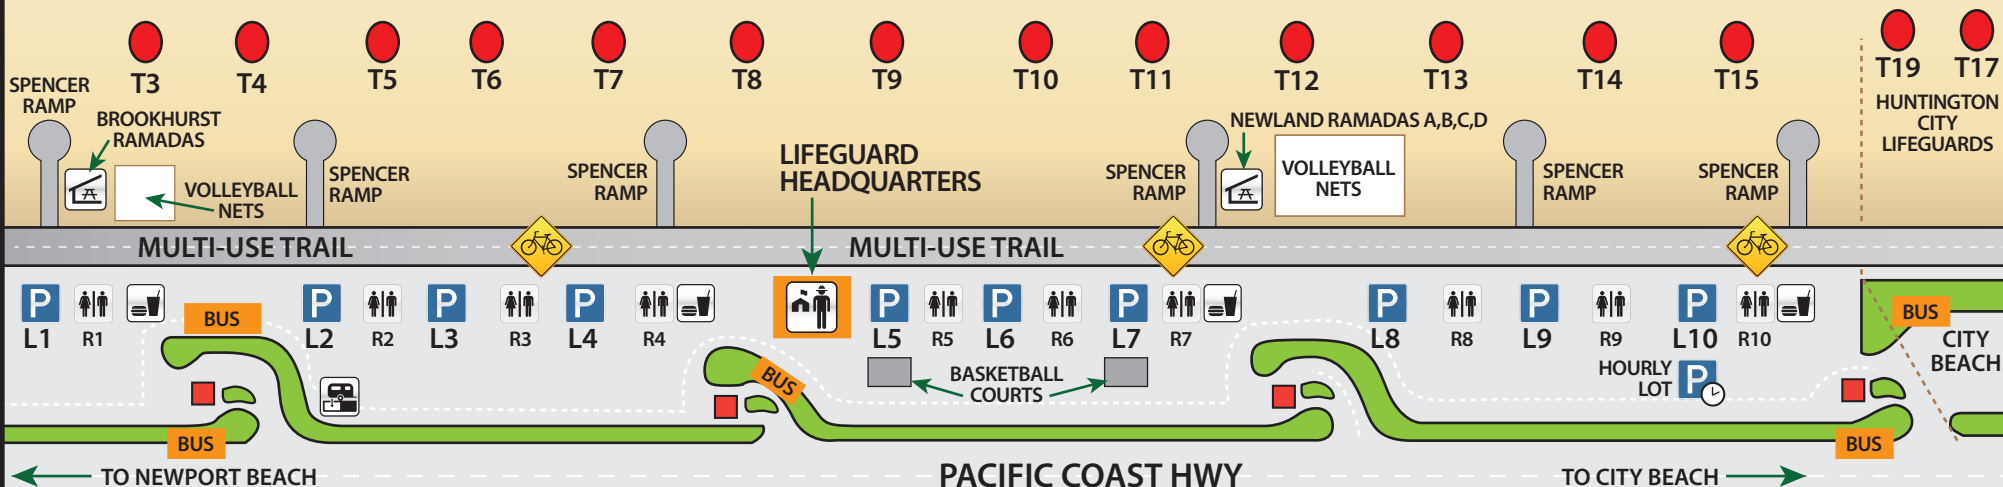 T3
T4
T5
T6
T7
T8
T9
T10
T11
T12
T13
T14
T15
T19
T17
SPENCER
RAMP
BROOKHURST
RAMADAS
VOLLEYBALL
NETS
SPENCER
RAMP
SPENCER
RAMP
LIFEGUARD
HEADQUARTERS
SPENCER
RAMP
NEWLAND RAMADAS A,B,C,D
VOLLEYBALL
NETS
SPENCER
RAMP
SPENCER
RAMP
HUNTINGTON
CITY
LIFEGUARDS
MULTI-USE TRAIL
MULTI-USE TRAIL
P
L1
R1
BUS
P
L2
R2
P
L3
R3
P
L4
R4
P
L5
R5
P
L6
R6
P
L7
R7
P
L8
R8
P
L9
R9
P
L10
R10
BUS
CITY
BEACH
BUS
BASKETBALL
COURTS
HOURLY
LOT
P
BUS
BUS
TO NEWPORT BEACH
PACIFIC COAST HWY
TO CITY BEACH